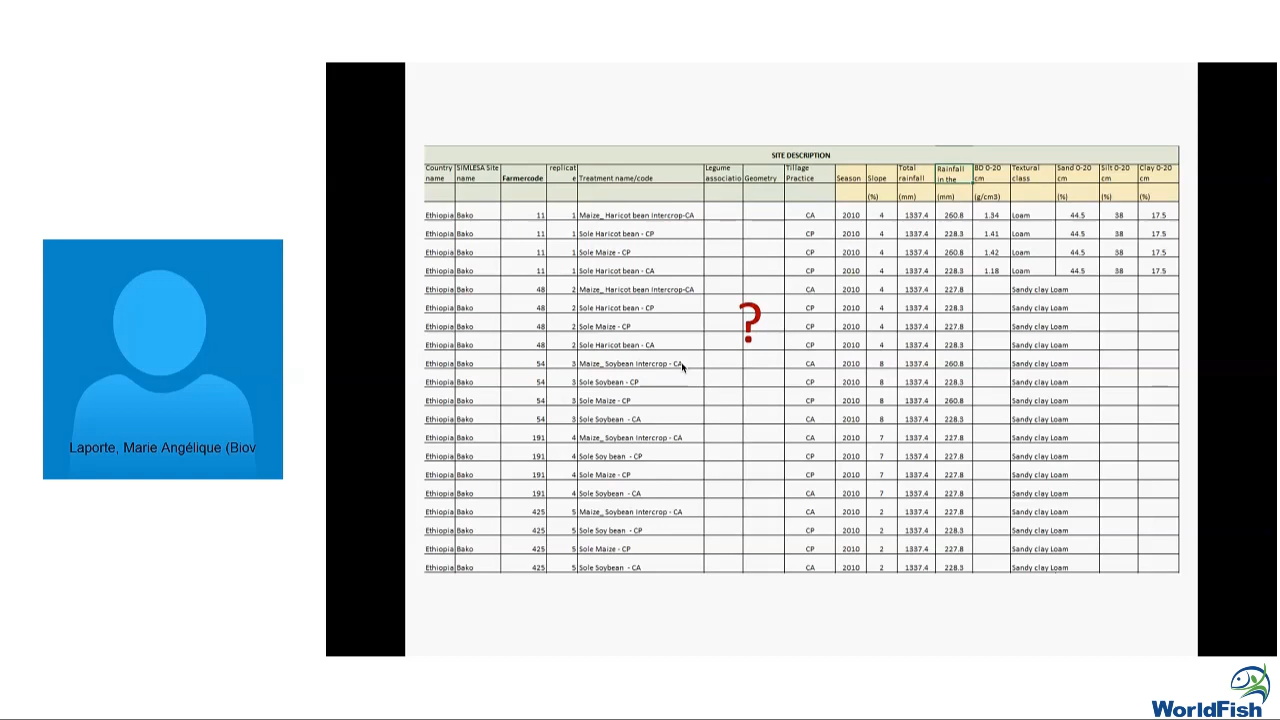 SITE DESCRIPTION
Country name SIMLESA Site name Farmercode replicate Treatment name/code Legume associatio Geometry Tillage Practice Season Slope Total rainfall Rainfall in the BD 0-20 cm Textural class Sand 0-20 cm Silt 0-20 cm Clay 0-20 cm
(%) (mm) (mm) (g/cm3) (%) (%) (%)
Ethiopia Bako 11 1 Maize_ Haricot bean Intercrop-CA CA 2010 4 1337.4 260.8 1.34 Loam 44.5 38 17.5
Ethiopia Bako 11 1 Sole Haricot bean - CP CP 2010 4 1337.4 228.3 1.41 Loam 44.5 38 17.5
Ethiopia Bako 11 1 Sole Maize - CP CP 2010 4 1337.4 260.8 1.42 Loam 44.5 38 17.5
Ethiopia Bako 11 1 Sole Haricot bean - CA CA 2010 4 1337.4 228.3 1.18 Loam 44.5 38 17.5
Ethiopia Bako 48 2 Maize_ Haricot bean Intercrop-CA CA 2010 4 1337.4 227.8 Sandy clay Loam
Ethiopia Bako 48 2 Sole Haricot bean - CP CP 2010 4 1337.4 228.3 Sandy clay Loam
?
Ethiopia Bako 48 2 Sole Maize - CP CP 2010 4 1337.4 227.8 Sandy clay Loam
Ethiopia Bako 48 2 Sole Haricot bean - CA CA 2010 4 1337.4 228.3 Sandy clay Loam
Ethiopia Bako 54 3 Maize_ Soybean Intercrop - CA CA 2010 8 1337.4 260.8 Sandy clay Loam
Ethiopia Bako 54 3 Sole Soybean - CP CP 2010 8 1337.4 228.3 Sandy clay Loam
Ethiopia Bako 54 3 Sole Maize - CP CP 2010 8 1337.4 260.8 Sandy clay Loam
Ethiopia Bako 54 3 Sole Soybean - CA CA 2010 8 1337.4 228.3 Sandy clay Loam
Ethiopia Bako 191 4 Maize_ Soybean Intercrop - CA CA 2010 7 1337.4 227.8 Sandy clay Loam
Ethiopia Bako 191 4 Sole Soy bean - CP CP 2010 7 1337.4 227.8 Sandy clay Loam
Ethiopia Bako 191 4 Sole Maize - CP CP 2010 7 1337.4 227.8 Sandy clay Loam
Ethiopia Bako 191 4 Sole Soybean - CA CA 2010 7 1337.4 227.8 Sandy clay Loam
Ethiopia Bako 425 5 Maize_ Soybean Intercrop - CA CA 2010 2 1337.4 227.8 Sandy clay Loam
Ethiopia Bako 425 5 Sole Soy bean - CP CP 2010 2 1337.4 228.3 Sandy clay Loam
Ethiopia Bako 425 5 Sole Maize - CP CP 2010 2 1337.4 227.8 Sandy clay Loam
Ethiopia Bako 425 5 Sole Soybean - CA CA 2010 2 1337.4 228.3 Sandy clay Loam
Laporte, Marie Angélique (Biov
WorldFish